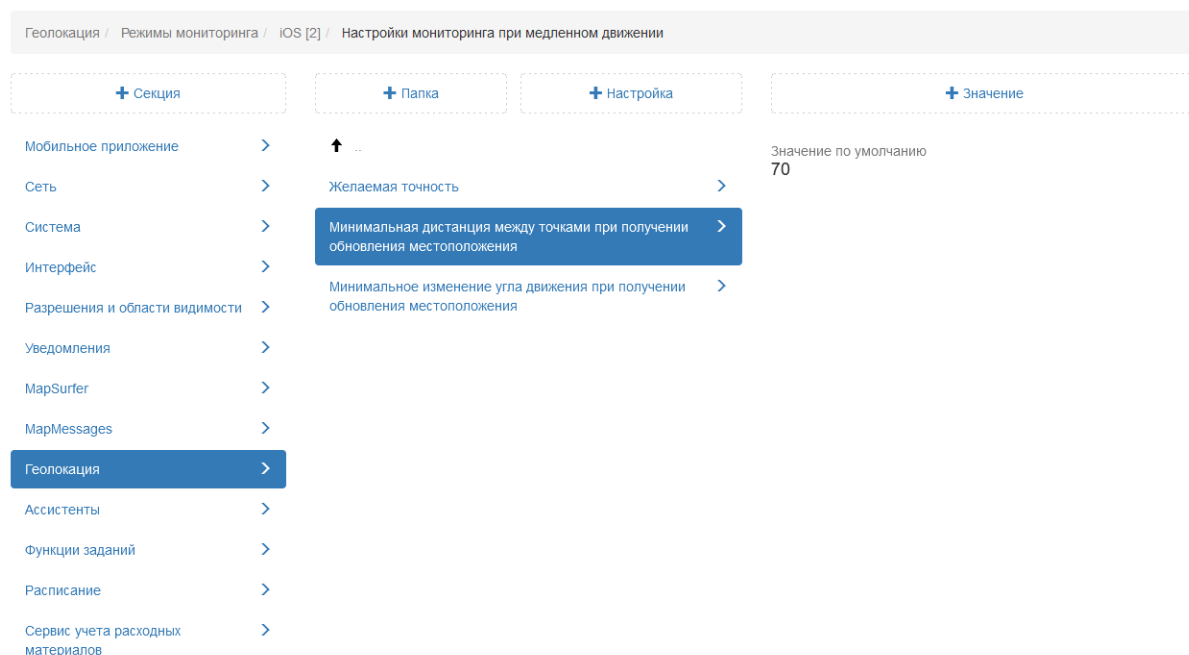 Геолокация / Режимы мониторинга / iOS [2] / Настройки мониторинга при медленном движении
+ Секция
+ Папка
+ Настройка
+ Значение
Мобильное приложение
Сеть
Система
Интерфейс
Разрешения и области видимости
Уведомления
MapSurfer
MapMessages
Геолокация
Ассистенты
Функции заданий
Расписание
Сервис учета расходных
материалов
..
Желаемая точность
Минимальная дистанция между точками при получении
обновления местоположения
Минимальное изменение угла движения при получении
обновления местоположения
Значение по умолчанию
70